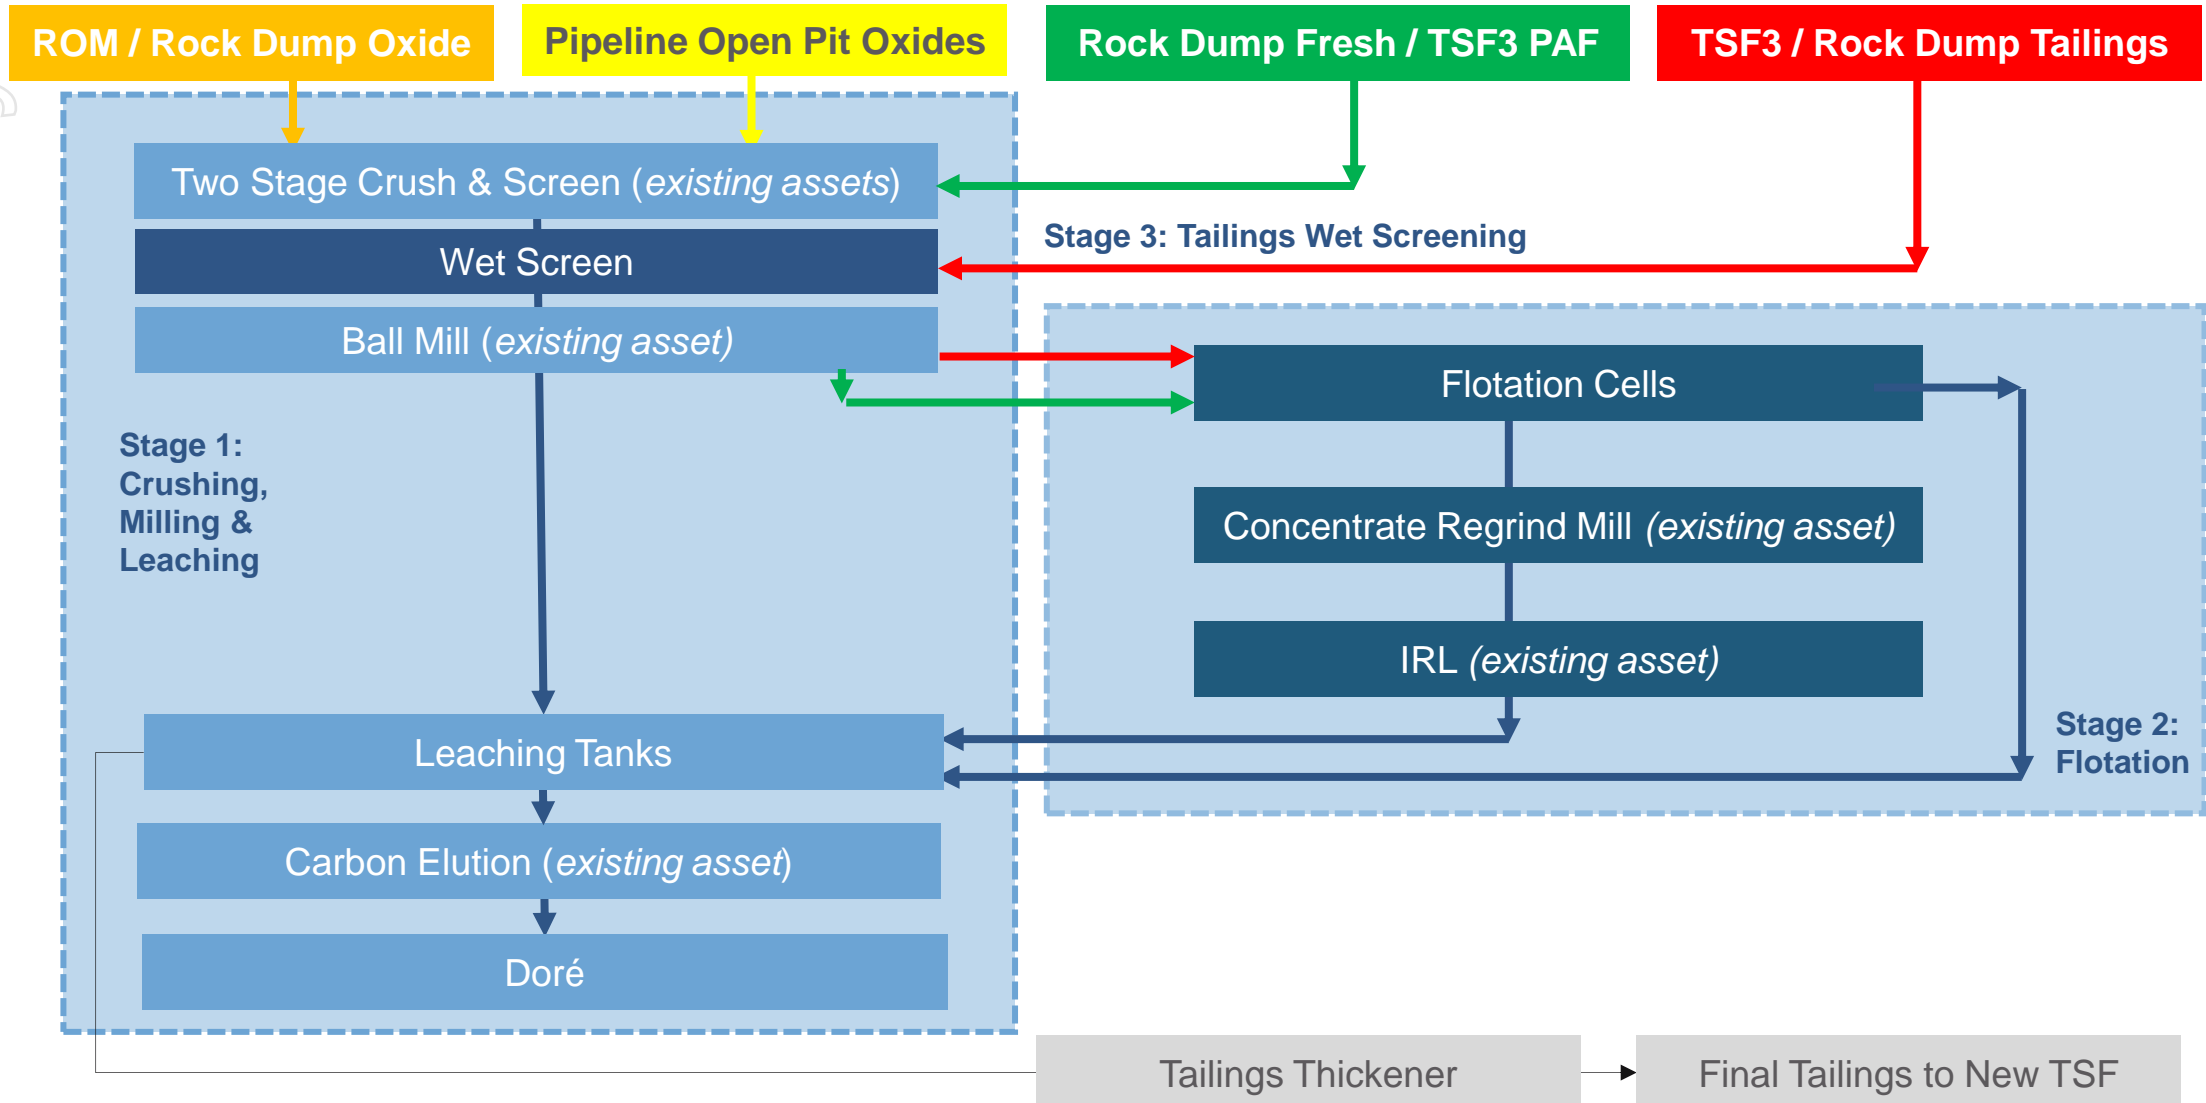 ROM / Rock Dump Oxide
Pipeline Open Pit Oxides
Rock Dump Fresh / TSF3 PAF
TSF3 / Rock Dump Tailings
Two Stage Crush & Screen (existing assets)
Stage 3: Tailings Wet Screening
Wet Screen
Ball Mill (existing asset)
Flotation Cells
Stage 1:
Crushing,
Milling &
Leaching
Concentrate Regrind Mill (existing asset)
IRL (existing asset)
Stage 2:
Flotation
Leaching Tanks
Carbon Elution (existing asset)
Doré
Tailings Thickener
Final Tailings to New TSF